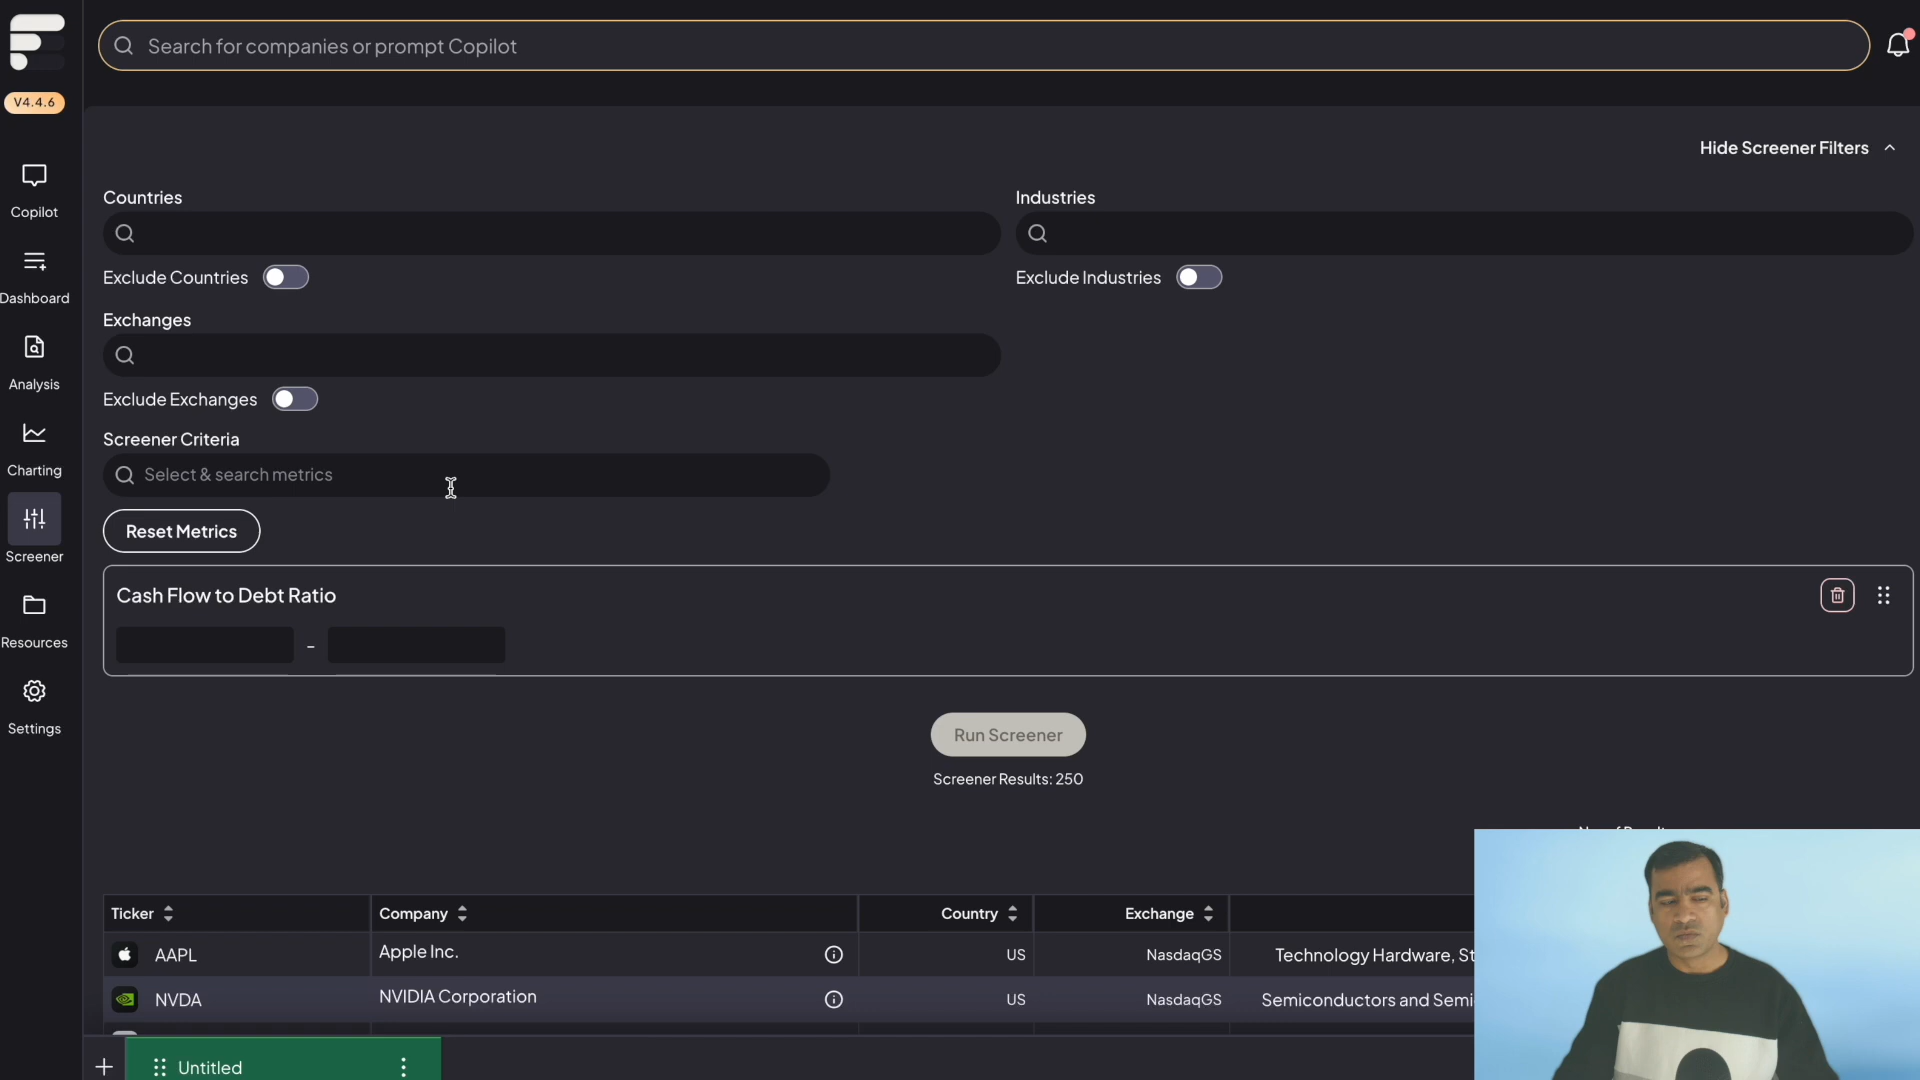 Search for companies or prompt Copilot
V4.4.6
Hide Screener Filters
Countries
Industries
Exclude Countries
Exclude Industries
Exchanges
Exclude Exchanges
Screener Criteria
Select & search metrics
Reset Metrics
Copilot
Dashboard
Analysis
Charting
Screener
Resources
Settings
Cash Flow to Debt Ratio
-
Run Screener
Screener Results: 250
Ticker Company Country Exchange
AAPL Apple Inc. US NasdaqGS Technology Hardware, St
NVDA NVIDIA Corporation US NasdaqGS Semiconductors and Semi
+ Untitled